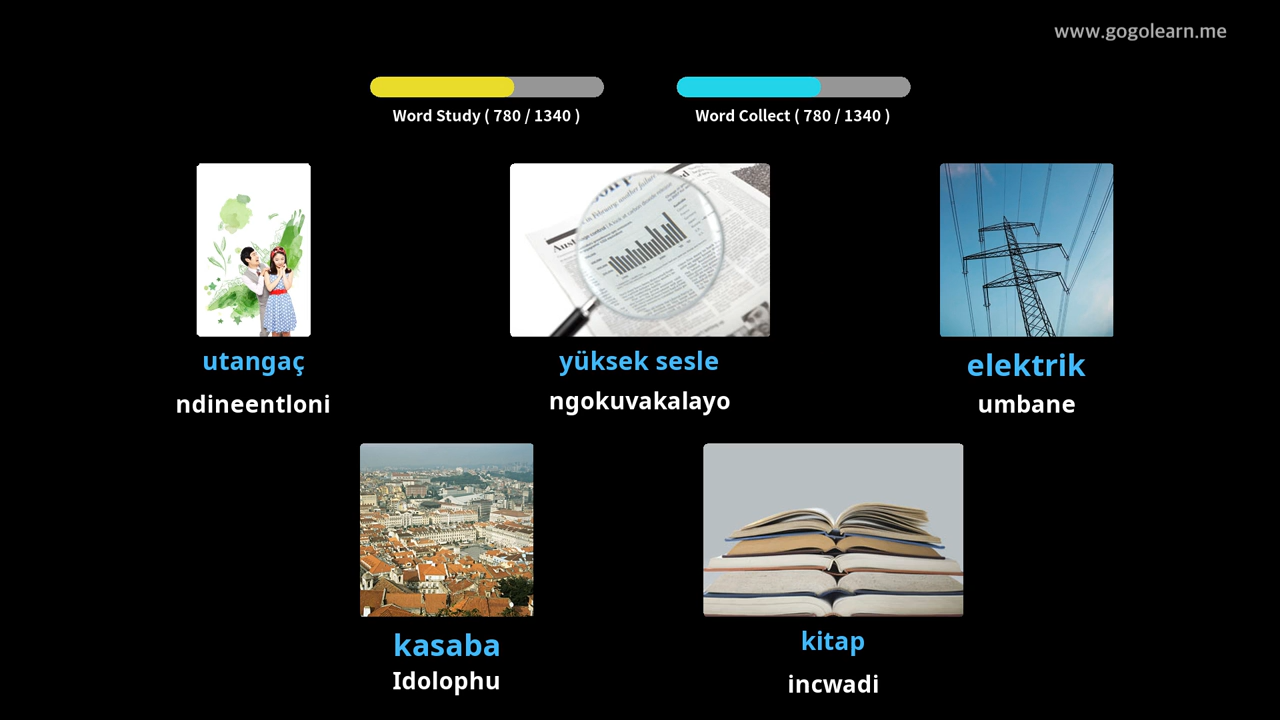 www.gogolearn.me
Word Study ( 780 / 1340 )
Word Collect ( 780 / 1340 )
utangaç
yüksek sesle
elektrik
ndineentloni
ngokuvakalayo
umbane
kasaba
kitap
Idolophu
incwadi